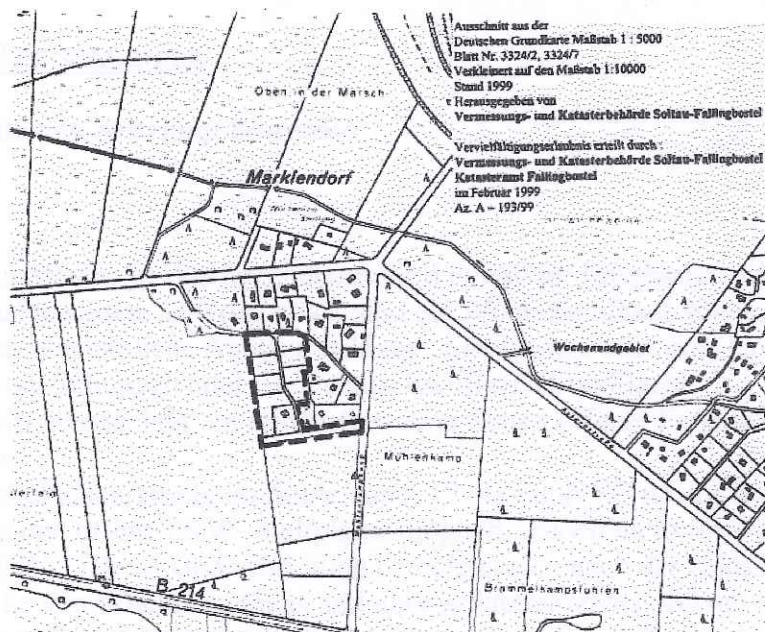 Ausschnitt aus der
Deutschen Grundkarte Maßstab 1 : 5000
Blatt Nr. 3324/2, 3324/7
Verkleinert auf den Maßstab 1:10000
Stand 1999
Herausgegeben von
Vermessungs- und Katasterbehörde Soltau-Fallingbostel
Vervielfältigungserlaubnis erteilt durch :
Vermessungs- und Katasterbehörde Soltau-Fallingbostel
Katasteramt Fallingbostel
im Februar 1999
Az. A – 193/99
Oben in der Marsch
Marklendorf
Wochenendgebiet
Mühlenkamp
B 214
Brammelkampsfuhren